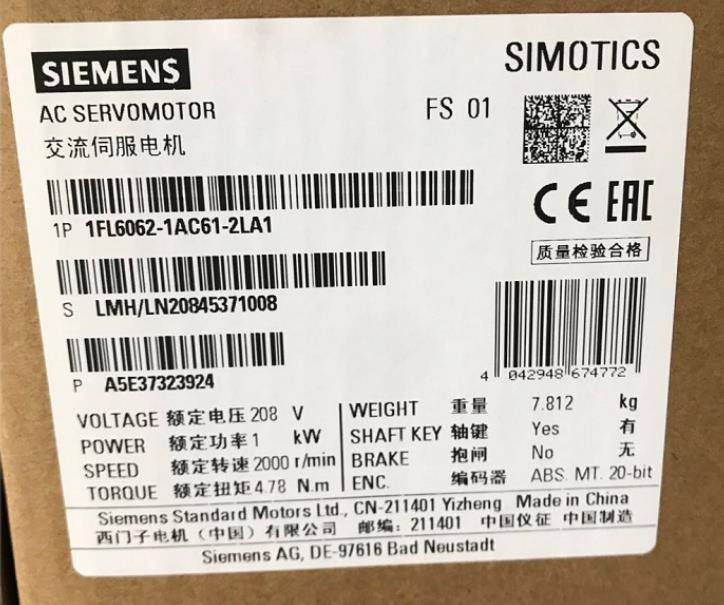 SIEMENS
SIMOTICS
AC SERVOMOTOR
FS 01
交流伺服电机
1P 1FL6062-1AC61-2LA1
CE EAC
质量检验合格
S LMH/LN20845371008
P A5E37323924
4 042948 674772
VOLTAGE 额定电压 208 V
POWER 额定功率 1 kW
SPEED 额定转速 2000 r/min
TORQUE 额定扭矩 4.78 N.m
WEIGHT 重量 7.812 kg
SHAFT KEY 轴键 Yes 有
BRAKE 抱闸 No 无
ENC. 编码器 ABS. MT. 20-bit
Siemens Standard Motors Ltd., CN-211401 Yizheng Made in China
西门子电机（中国）有限公司 邮编：211401 中国仪征 中国制造
Siemens AG, DE-97616 Bad Neustadt